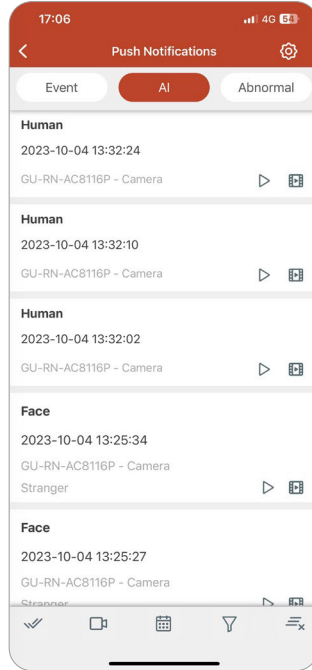 17:06 4G 54
Push Notifications
Event AI Abnormal
Human
2023-10-04 13:32:24
GU-RN-AC8116P - Camera
Human
2023-10-04 13:32:10
GU-RN-AC8116P - Camera
Human
2023-10-04 13:32:02
GU-RN-AC8116P - Camera
Face
2023-10-04 13:25:34
GU-RN-AC8116P - Camera
Stranger
Face
2023-10-04 13:25:27
GU-RN-AC8116P - Camera
Stranger